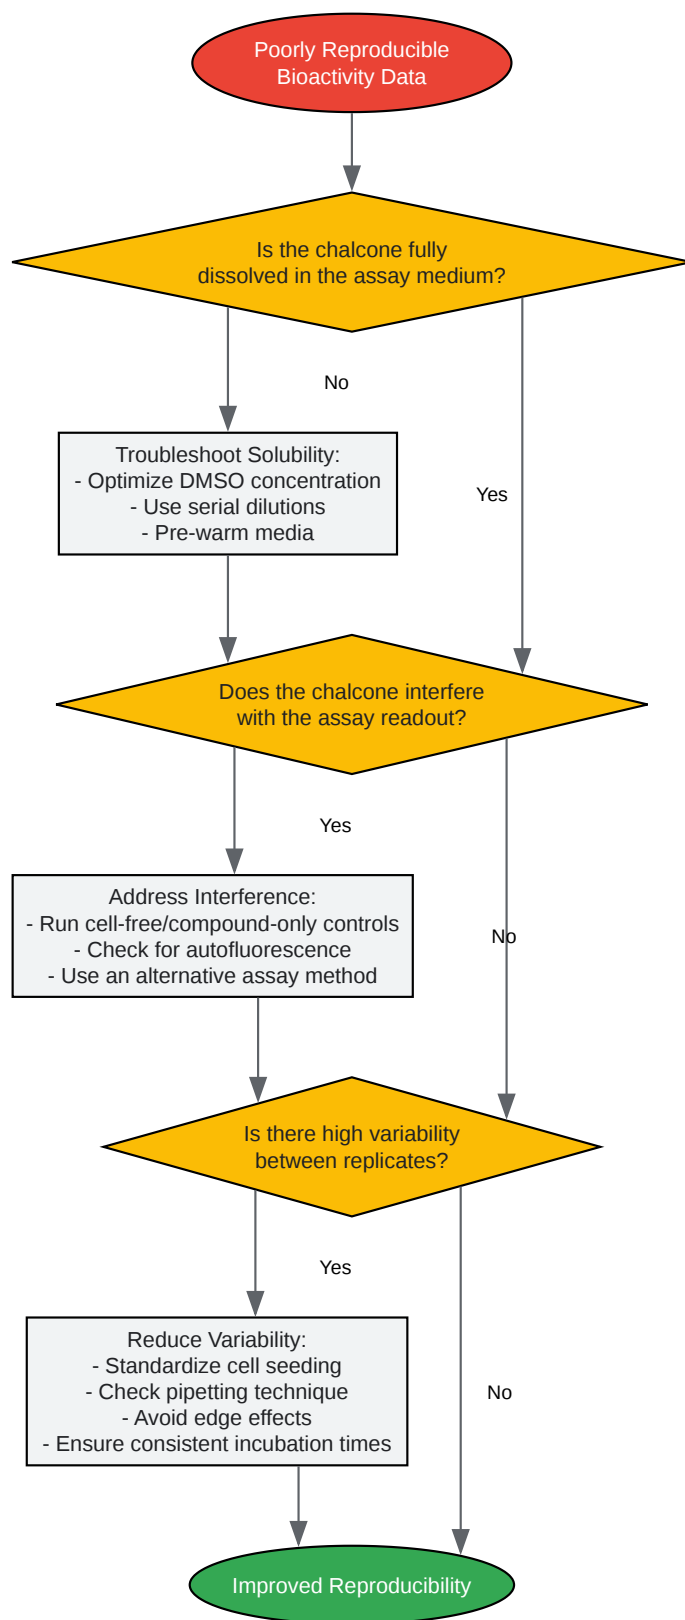 Poorly Reproducible
Bioactivity Data
Is the chalcone fully
dissolved in the assay medium?
No
Troubleshoot Solubility:
- Optimize DMSO concentration
- Use serial dilutions
- Pre-warm media
Yes
Does the chalcone interfere
with the assay readout?
Yes
Address Interference:
- Run cell-free/compound-only controls
- Check for autofluorescence
- Use an alternative assay method
No
Is there high variability
between replicates?
Yes
Reduce Variability:
- Standardize cell seeding
- Check pipetting technique
- Avoid edge effects
- Ensure consistent incubation times
No
Improved Reproducibility